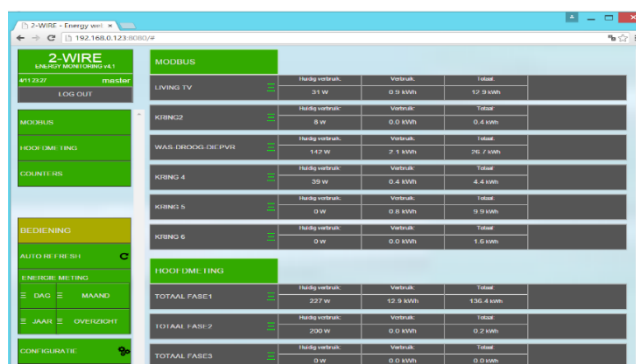 2-WIRE - Energy wel
192.168.0.123:8080/#
2-WIRE
ENERGY MONITORING v4.1
4/11 23:27 master
LOG OUT
MODBUS
HOOFDMETING
COUNTERS
BEDIENING
AUTO REFRESH
ENERGIE METING
DAG MAAND
JAAR OVERZICHT
CONFIGURATIE
MODBUS
Huidig verbruik: Verbruik: Totaal:
LIVING TV 31 W 0.9 kWh 12.9 kWh
Huidig verbruik: Verbruik: Totaal:
KRING2 8 W 0.0 kWh 0.4 kWh
Huidig verbruik: Verbruik: Totaal:
WAS-DROOG-DIEPVR 142 W 2.1 kWh 26.7 kWh
Huidig verbruik: Verbruik: Totaal:
KRING 4 39 W 0.4 kWh 4.4 kWh
Huidig verbruik: Verbruik: Totaal:
KRING 5 0 W 0.8 kWh 9.9 kWh
Huidig verbruik: Verbruik: Totaal:
KRING 6 0 W 0.0 kWh 1.6 kWh
HOOFDMETING
Huidig verbruik: Verbruik: Totaal:
TOTAAL FASE1 227 W 12.9 kWh 136.4 kWh
Huidig verbruik: Verbruik: Totaal:
TOTAAL FASE2 200 W 0.0 kWh 0.2 kWh
Huidig verbruik: Verbruik: Totaal:
TOTAAL FASE3 0 W 0.0 kWh 0.0 kWh